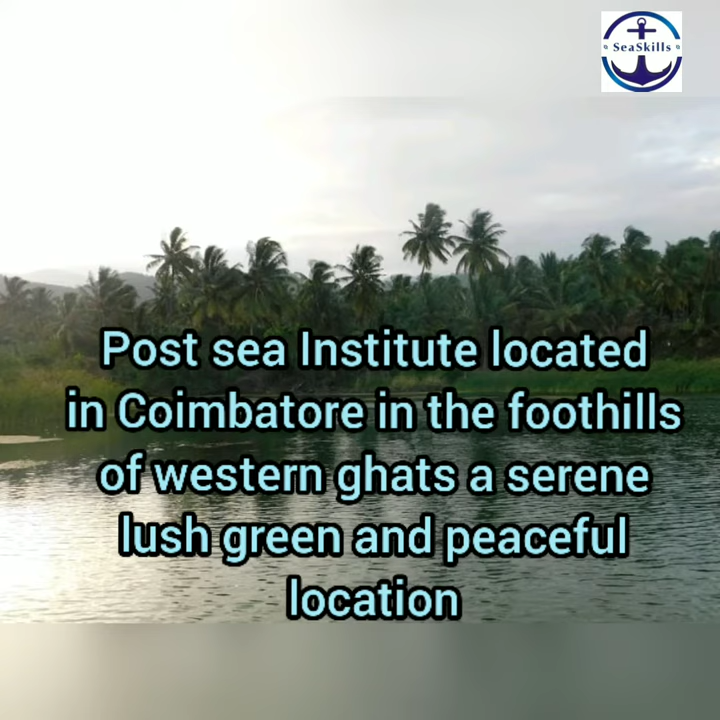 SeaSkills
Post sea Institute located
in Coimbatore in the foothills
of western ghats a serene
lush green and peaceful
location